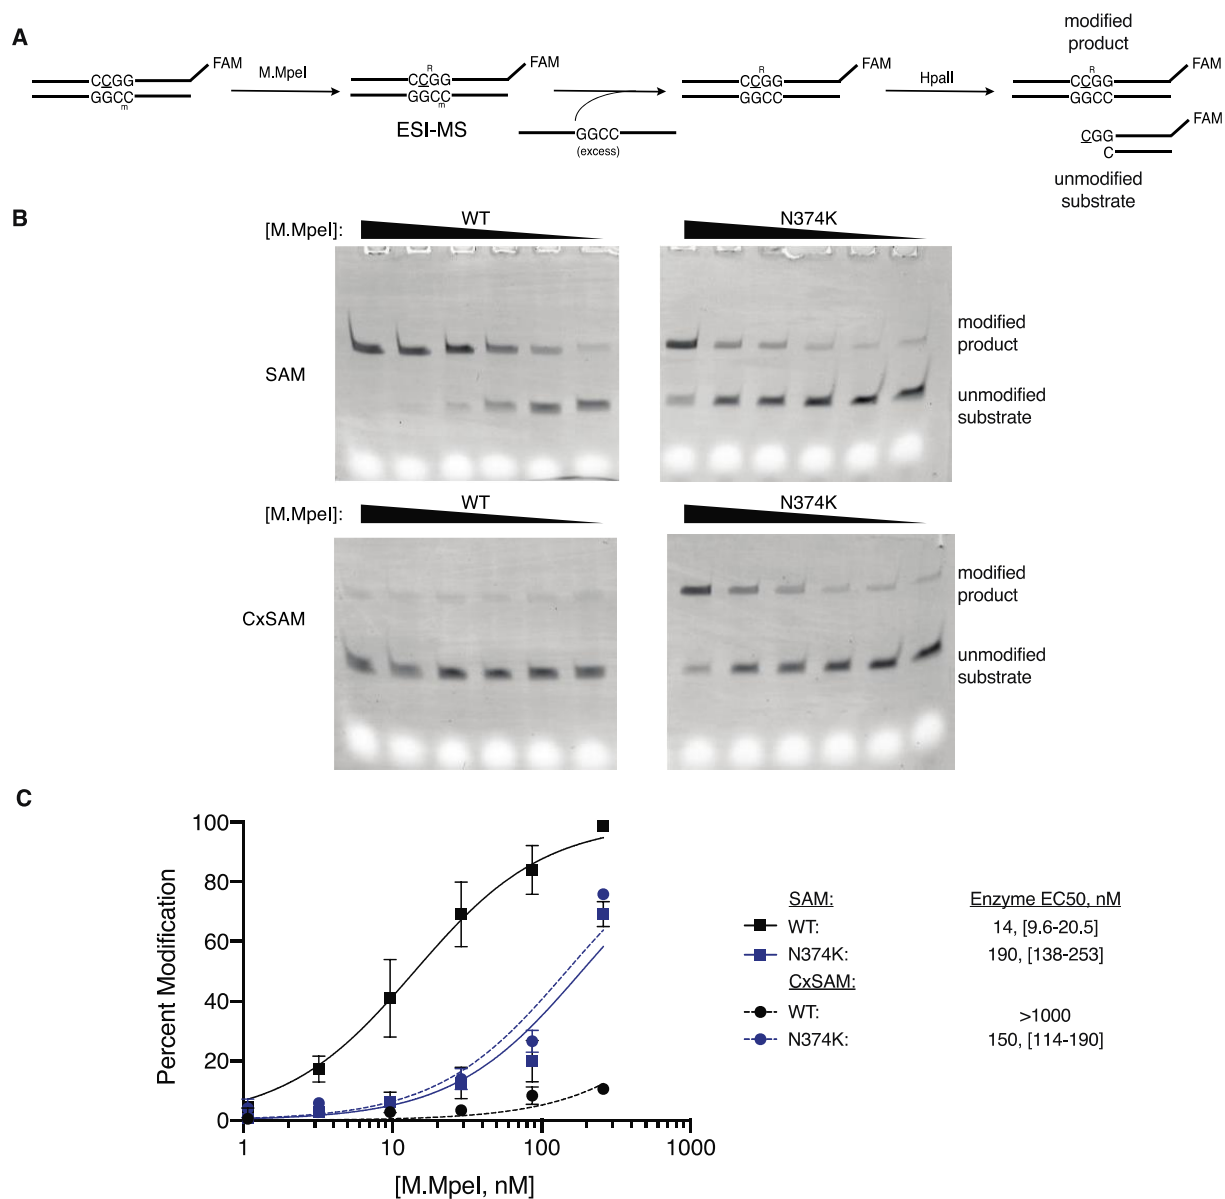 A
modified
product
FAM
M.MpeI
FAM
FAM
HpaII
FAM
CCGG
GGCC
m
R
CCGG
GGCC
m
R
CCGG
GGCC
R
CCGG
GGCC
ESI-MS
GGCC
(excess)
FAM
CGG
C
unmodified
substrate
B
[M.MpeI]:
WT
N374K
SAM
modified
product
unmodified
substrate
[M.MpeI]:
WT
N374K
CxSAM
modified
product
unmodified
substrate
C
100
80
60
40
20
0
Percent Modification
1
10
100
1000
[M.MpeI, nM]
SAM: Enzyme EC50, nM
WT: 14, [9.6-20.5]
N374K: 190, [138-253]
CxSAM:
WT: >1000
N374K: 150, [114-190]